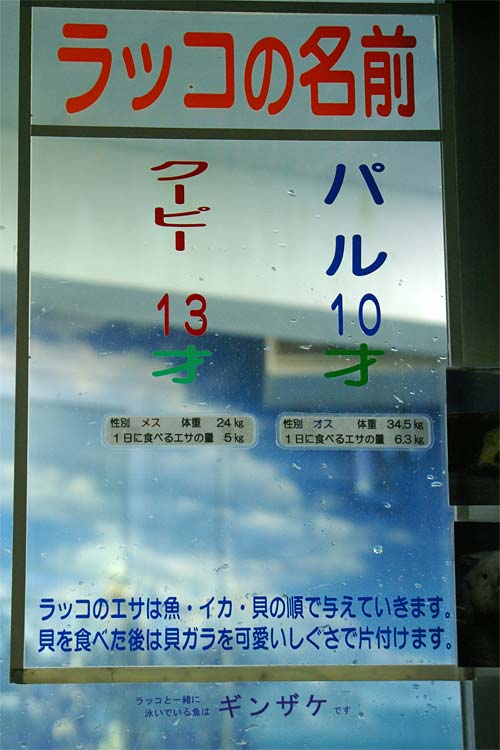 ラッコの名前
パル
10
才
性別 オス 体重 34.5kg
1日に食べるエサの量 6.3kg
クーピー
13
才
性別 メス 体重 24kg
1日に食べるエサの量 5kg
ラッコのエサは魚・イカ・貝の順で与えていきます。
貝を食べた後は貝ガラを可愛いしぐさで片付けます。
ラッコと一緒に
泳いでいる魚は ギンザケ です